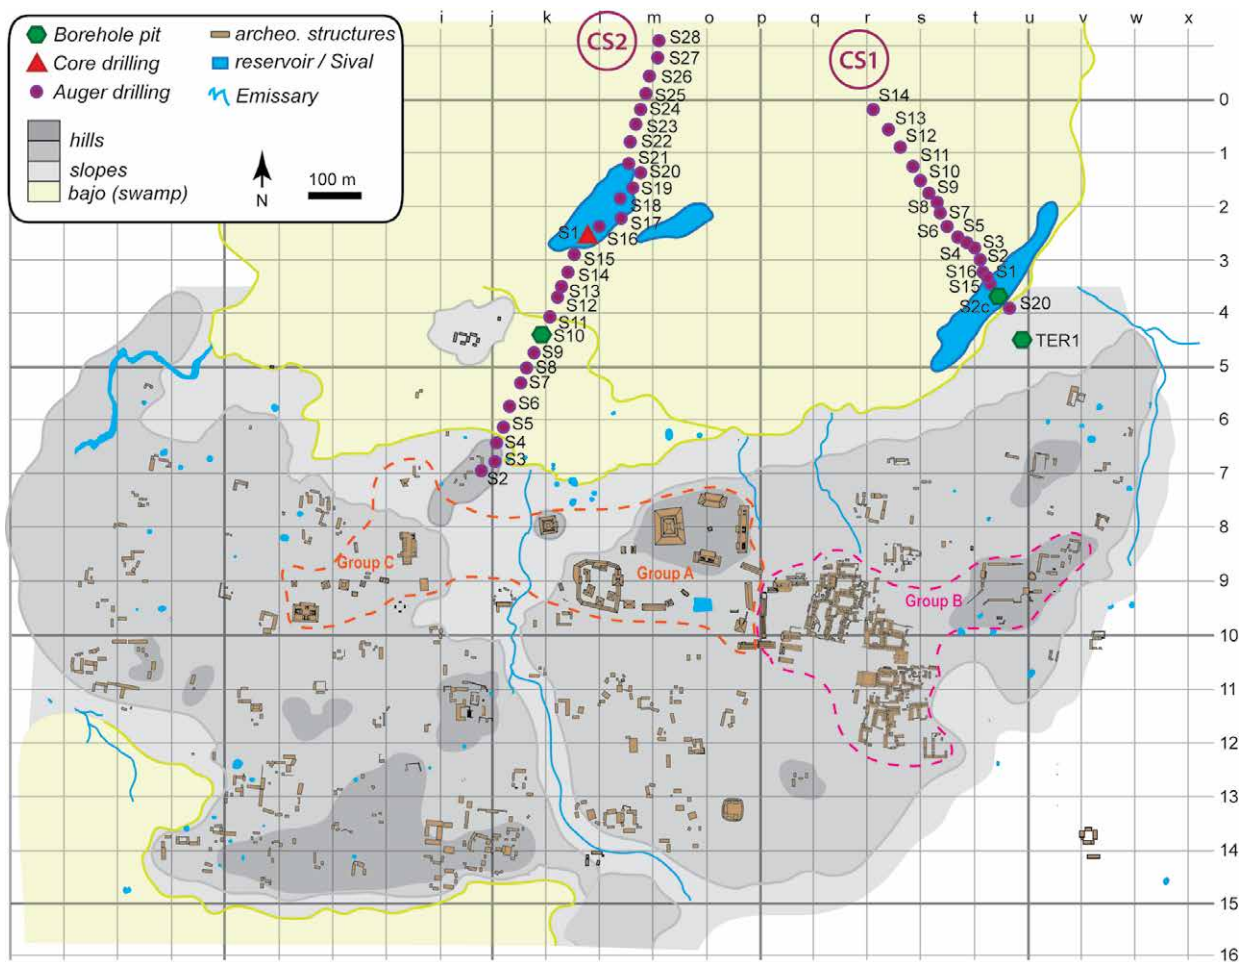 i j k l m o p q r s t u v w x
Borehole pit
Core drilling
Auger drilling
archeo. structures
reservoir / Sival
Emissary
hills
slopes
bajo (swamp)
N
100 m
CS2
CS1
S28
S27
S26
S25
S24
S23
S22
S21
S20
S19
S18
S17
S16
S1
S15
S14
S13
S12
S11
S10
S9
S8
S7
S6
S5
S4
S3
S2
S14
S13
S12
S11
S10
S9
S8
S7
S6
S5
S4
S3
S2
S16
S1
S15
S2c
S20
TER1
Group C
Group A
Group B
0
1
2
3
4
5
6
7
8
9
10
11
12
13
14
15
16